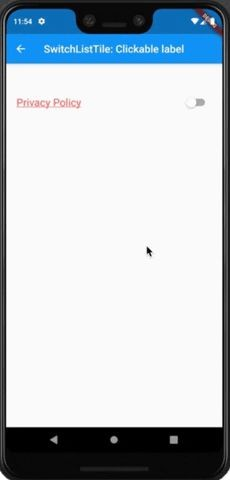 11:54
SwitchListTile: Clickable label
Privacy Policy